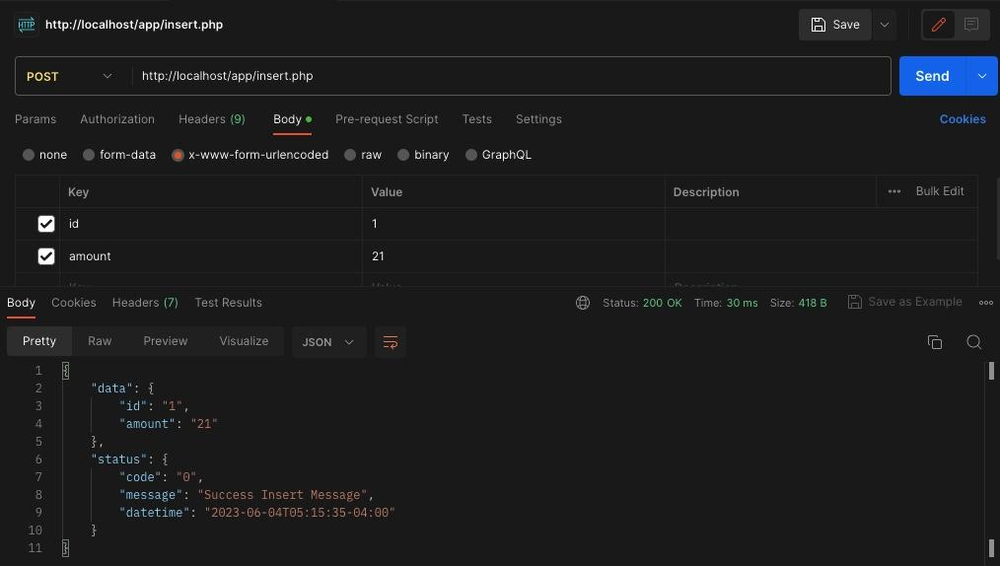 HTTP http://localhost/app/insert.php Save
POST http://localhost/app/insert.php Send
Params Authorization Headers (9) Body Pre-request Script Tests Settings Cookies
none form-data x-www-form-urlencoded raw binary GraphQL
Key Value Description ••• Bulk Edit
id 1
amount 21
Key Value Description
Body Cookies Headers (7) Test Results Status: 200 OK Time: 30 ms Size: 418 B Save as Example
Pretty Raw Preview Visualize JSON
1 {
2 "data": {
3 "id": "1",
4 "amount": "21"
5 },
6 "status": {
7 "code": "0",
8 "message": "Success Insert Message",
9 "datetime": "2023-06-04T05:15:35-04:00"
10 }
11 }